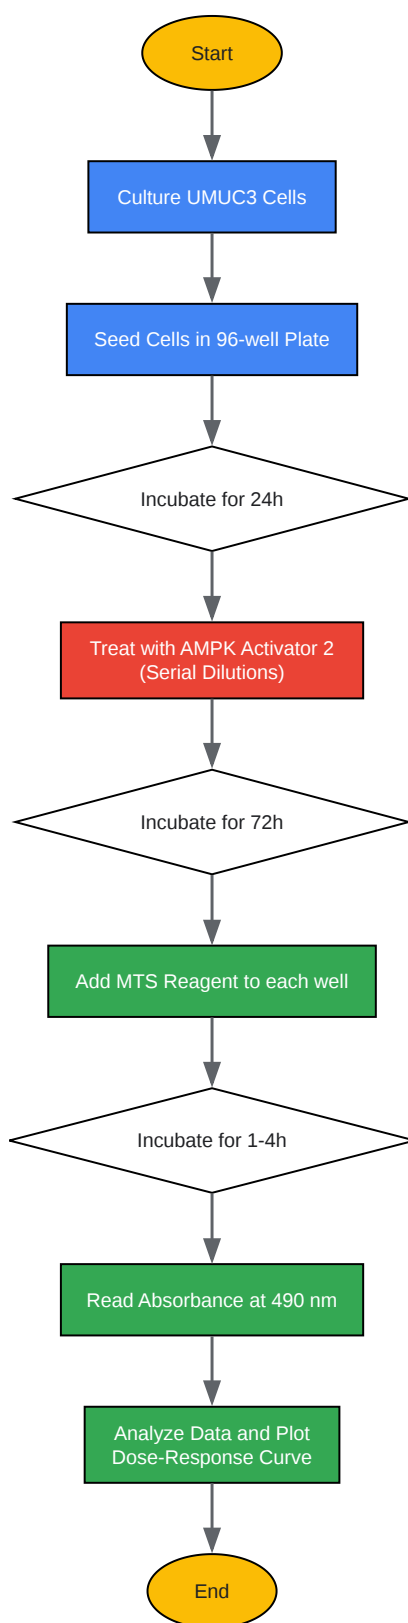 Start
Culture UMUC3 Cells
Seed Cells in 96-well Plate
Incubate for 24h
Treat with AMPK Activator 2
(Serial Dilutions)
Incubate for 72h
Add MTS Reagent to each well
Incubate for 1-4h
Read Absorbance at 490 nm
Analyze Data and Plot
Dose-Response Curve
End